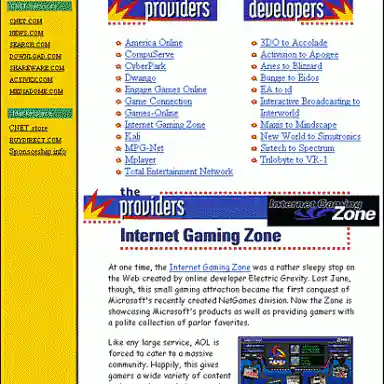 CNET Services
CNET.COM
NEWS.COM
SEARCH.COM
DOWNLOAD.COM
SHAREWARE.COM
ACTIVEX.COM
MEDIADOME.COM
Marketplace
CNET store
BUYDIRECT.COM
Sponsorship info
providers
America Online
CompuServe
CyberPark
Dwango
Engage Games Online
Game Connection
Games-Online
Internet Gaming Zone
Kali
MPG-Net
Mplayer
Total Entertainment Network
developers
3DO to Accolade
Activision to Apogee
Aries to Blizzard
Bungie to Eidos
EA to id
Interactive Broadcasting to
Interworld
Maxis to Mindscape
New World to Simutronics
Sirtech to Spectrum
Trilobyte to VR-1
the
providers
Internet Gaming
Zone
Internet Gaming Zone
At one time, the Internet Gaming Zone was a rather sleepy stop on
the Web created by online developer Electric Gravity. Last June,
though, this small gaming attraction became the first conquest of
Microsoft's recently created NetGames division. Now the Zone is
showcasing Microsoft's products as well as providing gamers with
a polite collection of parlor favorites.
Like any large service, AOL is
forced to cater to a massive
community. Happily, this gives
gamers a wide variety of content